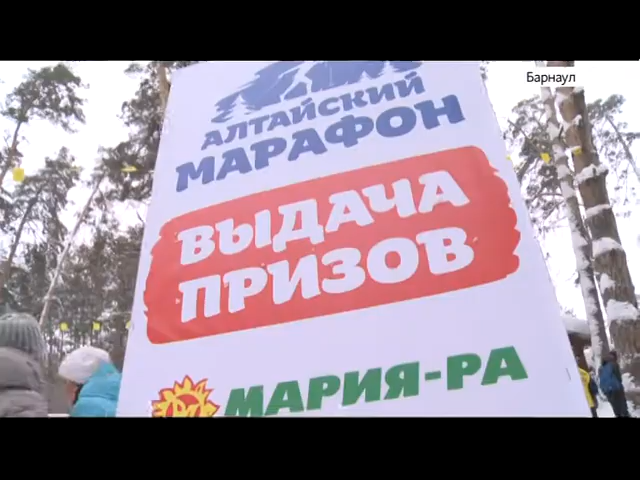 Барнаул
АЛТАЙСКИЙ
МАРАФОН
ВЫДАЧА
ПРИЗОВ
МАРИЯ-РА